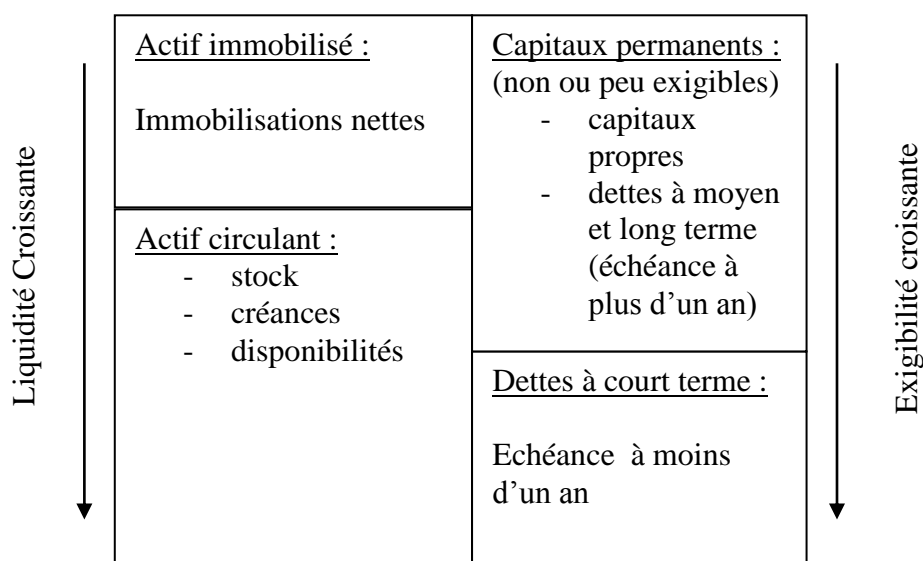 Liquidité Croissante
Actif immobilisé :
Immobilisations nettes
Actif circulant :
- stock
- créances
- disponibilités
Capitaux permanents :
(non ou peu exigibles)
- capitaux
propres
- dettes à moyen
et long terme
(échéance à
plus d’un an)
Dettes à court terme :
Echéance à moins
d’un an
Exigibilité croissante